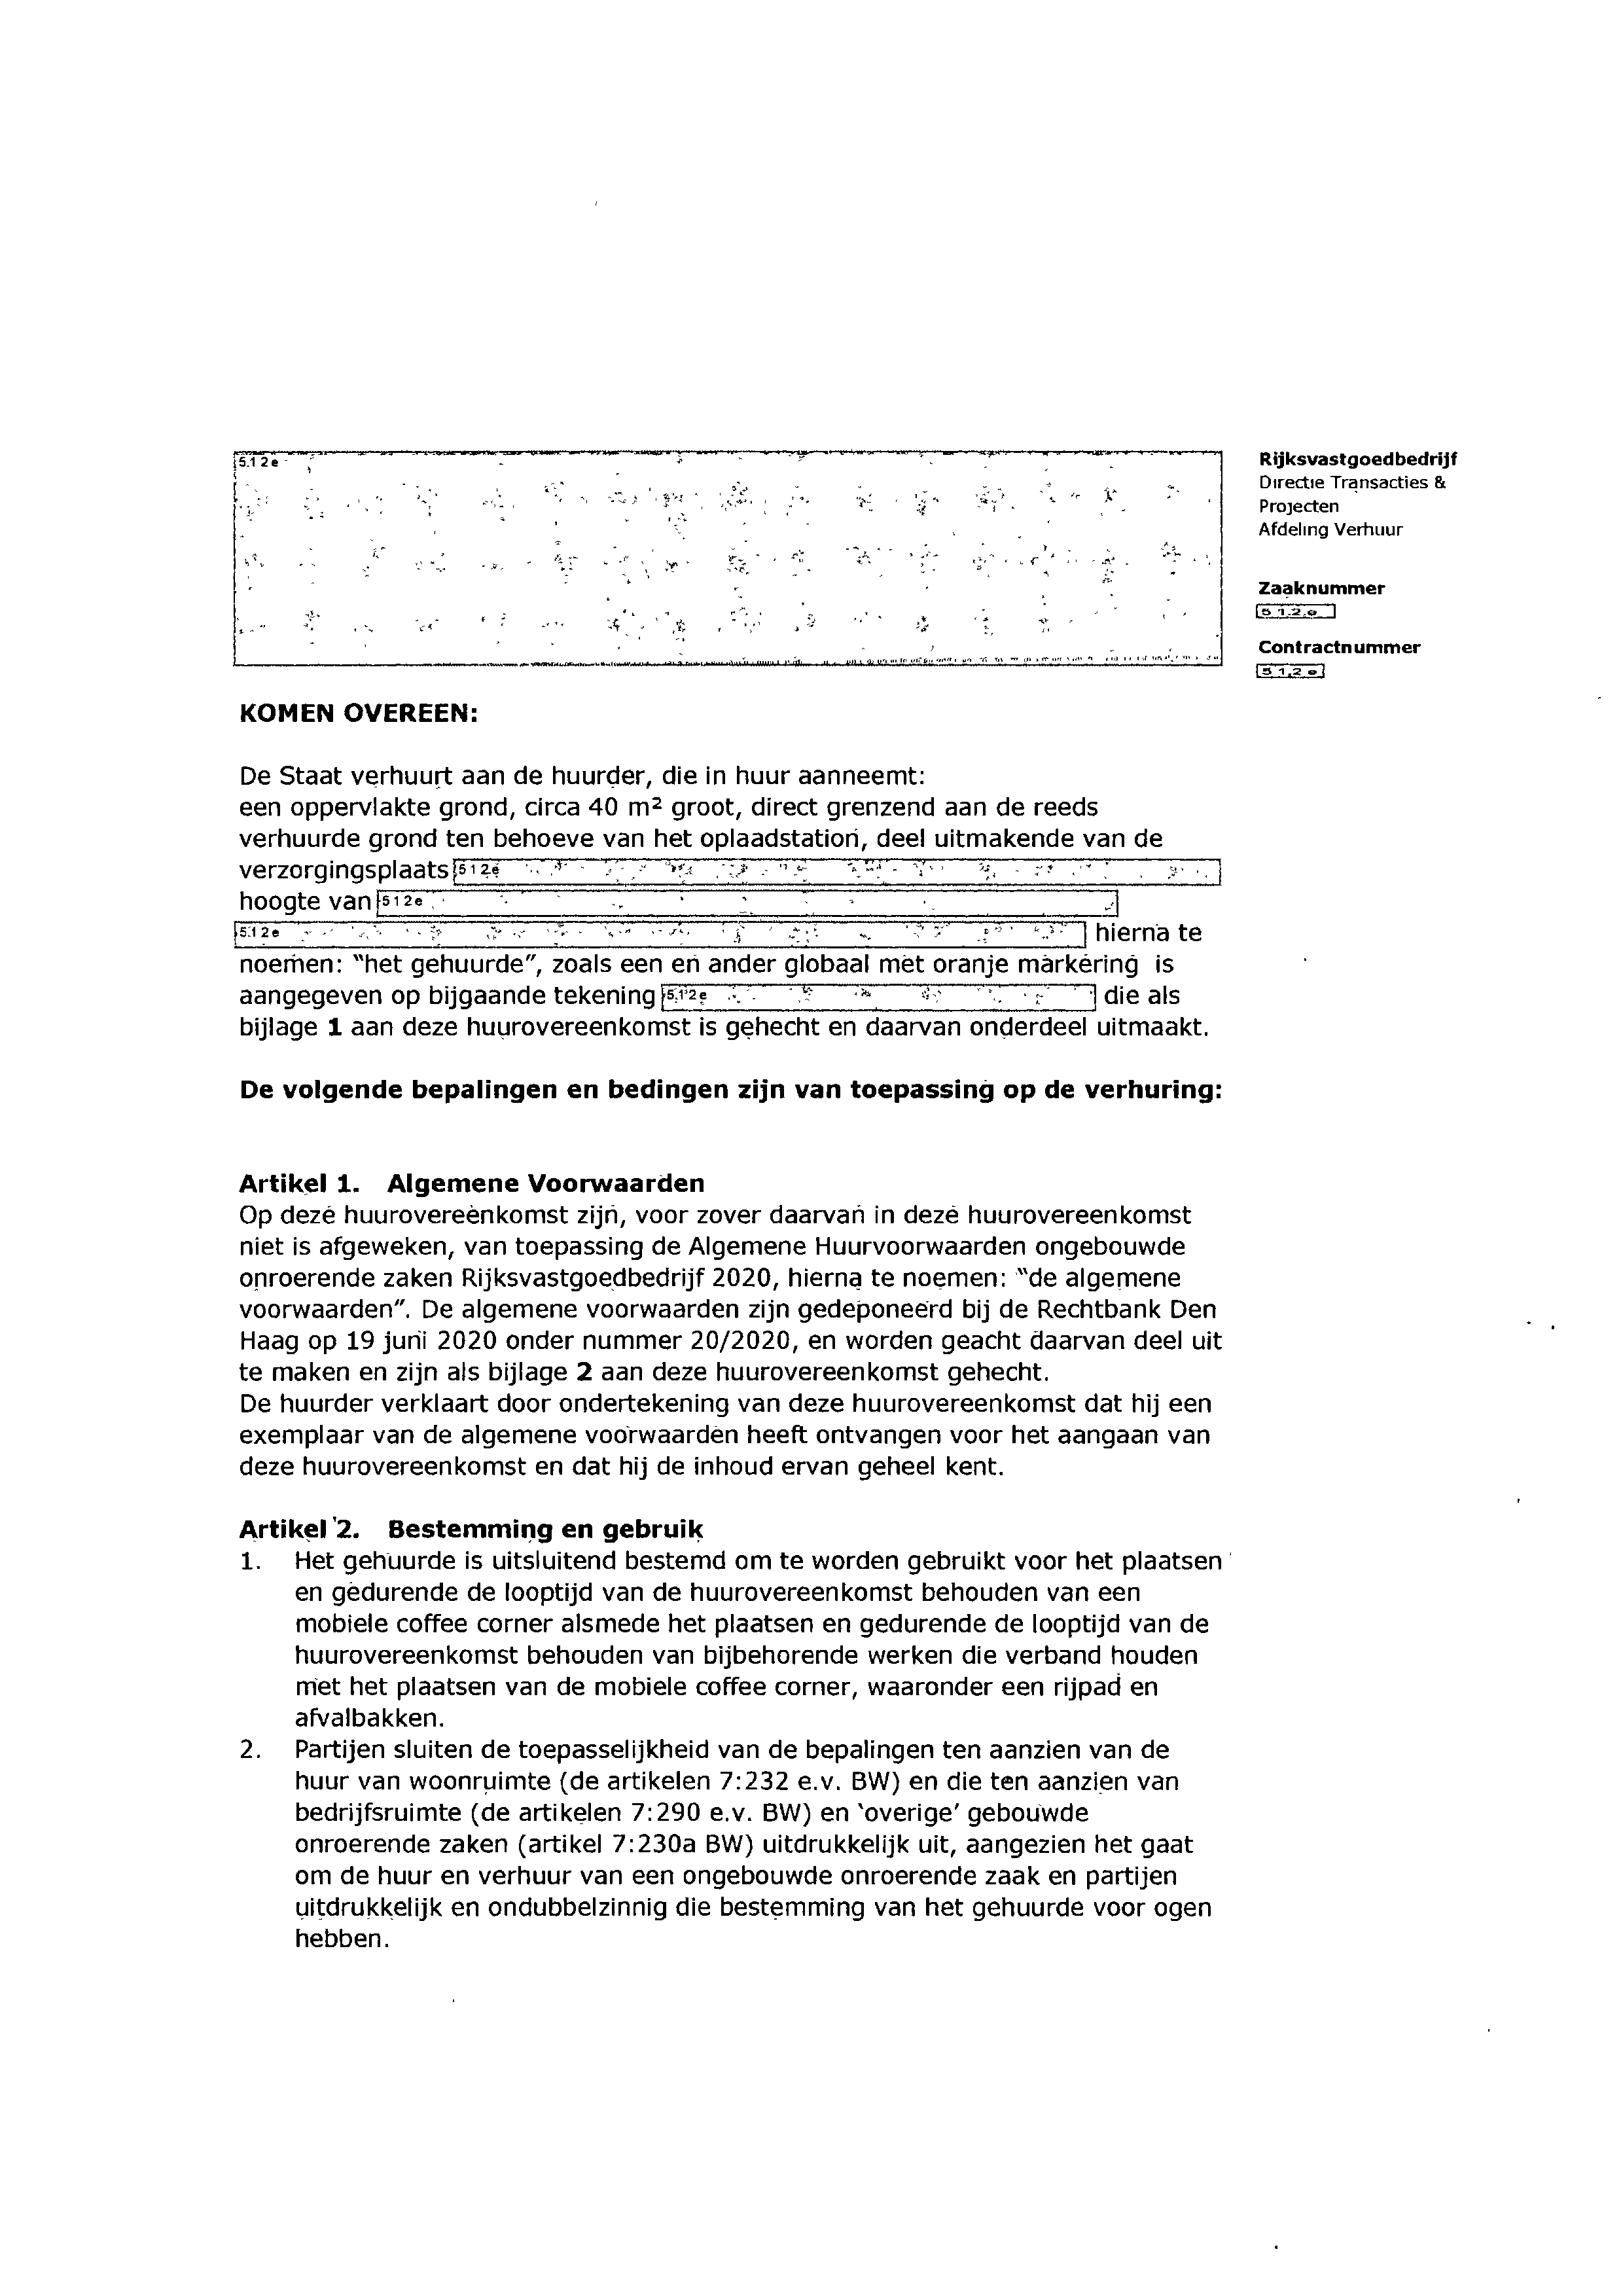 5.1 2e
Rijksvastgoedbedrijf
Directie Transacties &
Projecten
Afdeling Verhuur
Zaaknummer
5 1.2.e
Contractnummer
5 1,2 e
KOMEN OVEREEN:
De Staat verhuurt aan de huurder, die in huur aanneemt:
een oppervlakte grond, circa 40 m² groot, direct grenzend aan de reeds
verhuurde grond ten behoeve van het oplaadstation, deel uitmakende van de
verzorgingsplaats 5 1 2e
hoogte van 5 1 2e
5.1 2e hierna te
noemen: "het gehuurde", zoals een en ander globaal met oranje markering is
aangegeven op bijgaande tekening 5.1 2e die als
bijlage 1 aan deze huurovereenkomst is gehecht en daarvan onderdeel uitmaakt.
De volgende bepalingen en bedingen zijn van toepassing op de verhuring:
Artikel 1. Algemene Voorwaarden
Op deze huurovereenkomst zijn, voor zover daarvan in deze huurovereenkomst
niet is afgeweken, van toepassing de Algemene Huurvoorwaarden ongebouwde
onroerende zaken Rijksvastgoedbedrijf 2020, hierna te noemen: "de algemene
voorwaarden". De algemene voorwaarden zijn gedeponeerd bij de Rechtbank Den
Haag op 19 juni 2020 onder nummer 20/2020, en worden geacht daarvan deel uit
te maken en zijn als bijlage 2 aan deze huurovereenkomst gehecht.
De huurder verklaart door ondertekening van deze huurovereenkomst dat hij een
exemplaar van de algemene voorwaarden heeft ontvangen voor het aangaan van
deze huurovereenkomst en dat hij de inhoud ervan geheel kent.
Artikel 2. Bestemming en gebruik
1. Het gehuurde is uitsluitend bestemd om te worden gebruikt voor het plaatsen
en gedurende de looptijd van de huurovereenkomst behouden van een
mobiele coffee corner alsmede het plaatsen en gedurende de looptijd van de
huurovereenkomst behouden van bijbehorende werken die verband houden
met het plaatsen van de mobiele coffee corner, waaronder een rijpad en
afvalbakken.
2. Partijen sluiten de toepasselijkheid van de bepalingen ten aanzien van de
huur van woonruimte (de artikelen 7:232 e.v. BW) en die ten aanzien van
bedrijfsruimte (de artikelen 7:290 e.v. BW) en 'overige' gebouwde
onroerende zaken (artikel 7:230a BW) uitdrukkelijk uit, aangezien het gaat
om de huur en verhuur van een ongebouwde onroerende zaak en partijen
uitdrukkelijk en ondubbelzinnig die bestemming van het gehuurde voor ogen
hebben.